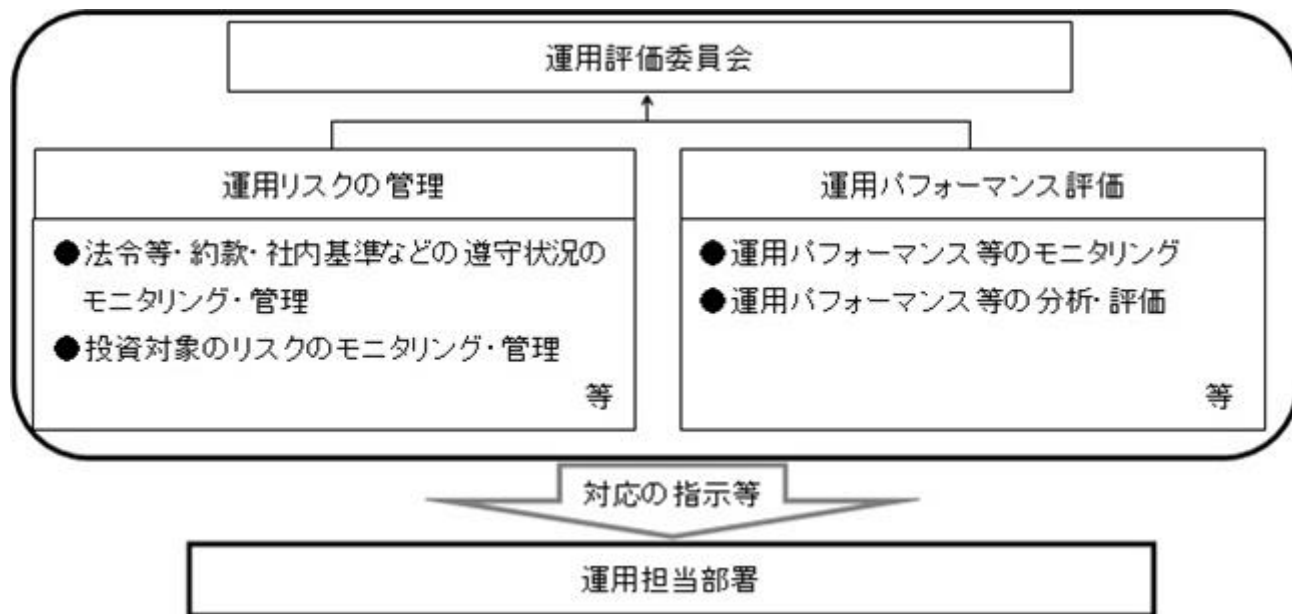 運用評価委員会
運用リスクの管理
●法令等・約款・社内基準などの遵守状況の
モニタリング・管理
●投資対象のリスクのモニタリング・管理
等
運用パフォーマンス評価
●運用パフォーマンス等のモニタリング
●運用パフォーマンス等の分析・評価
等
対応の指示等
運用担当部署